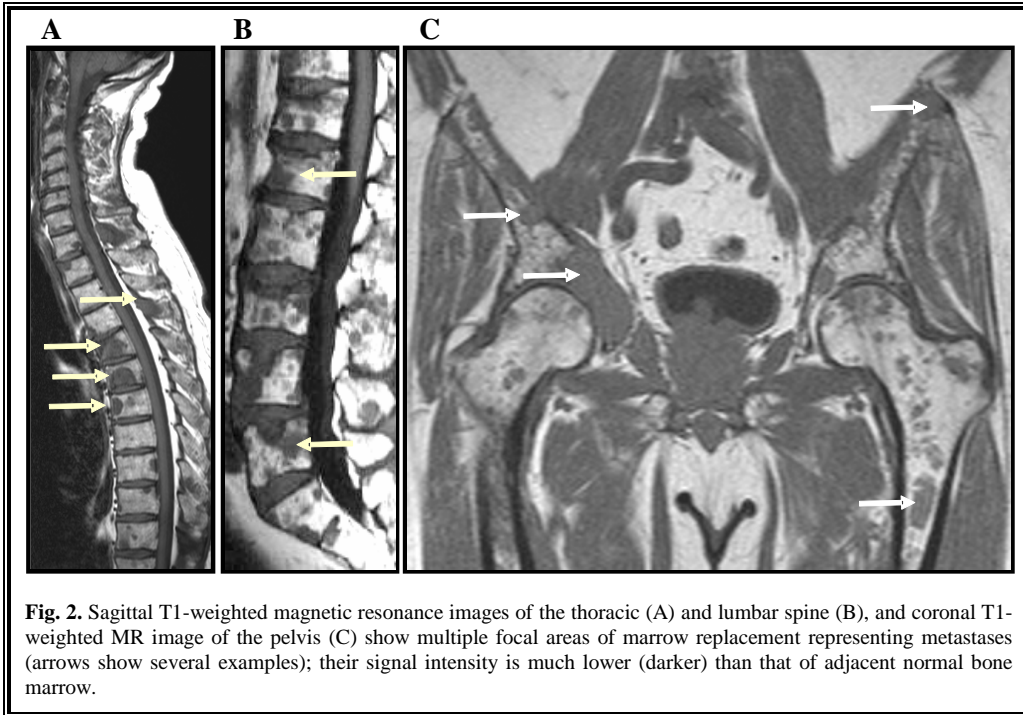 A B C
Fig. 2. Sagittal T1-weighted magnetic resonance images of the thoracic (A) and lumbar spine (B), and coronal T1-
weighted MR image of the pelvis (C) show multiple focal areas of marrow replacement representing metastases
(arrows show several examples); their signal intensity is much lower (darker) than that of adjacent normal bone
marrow.